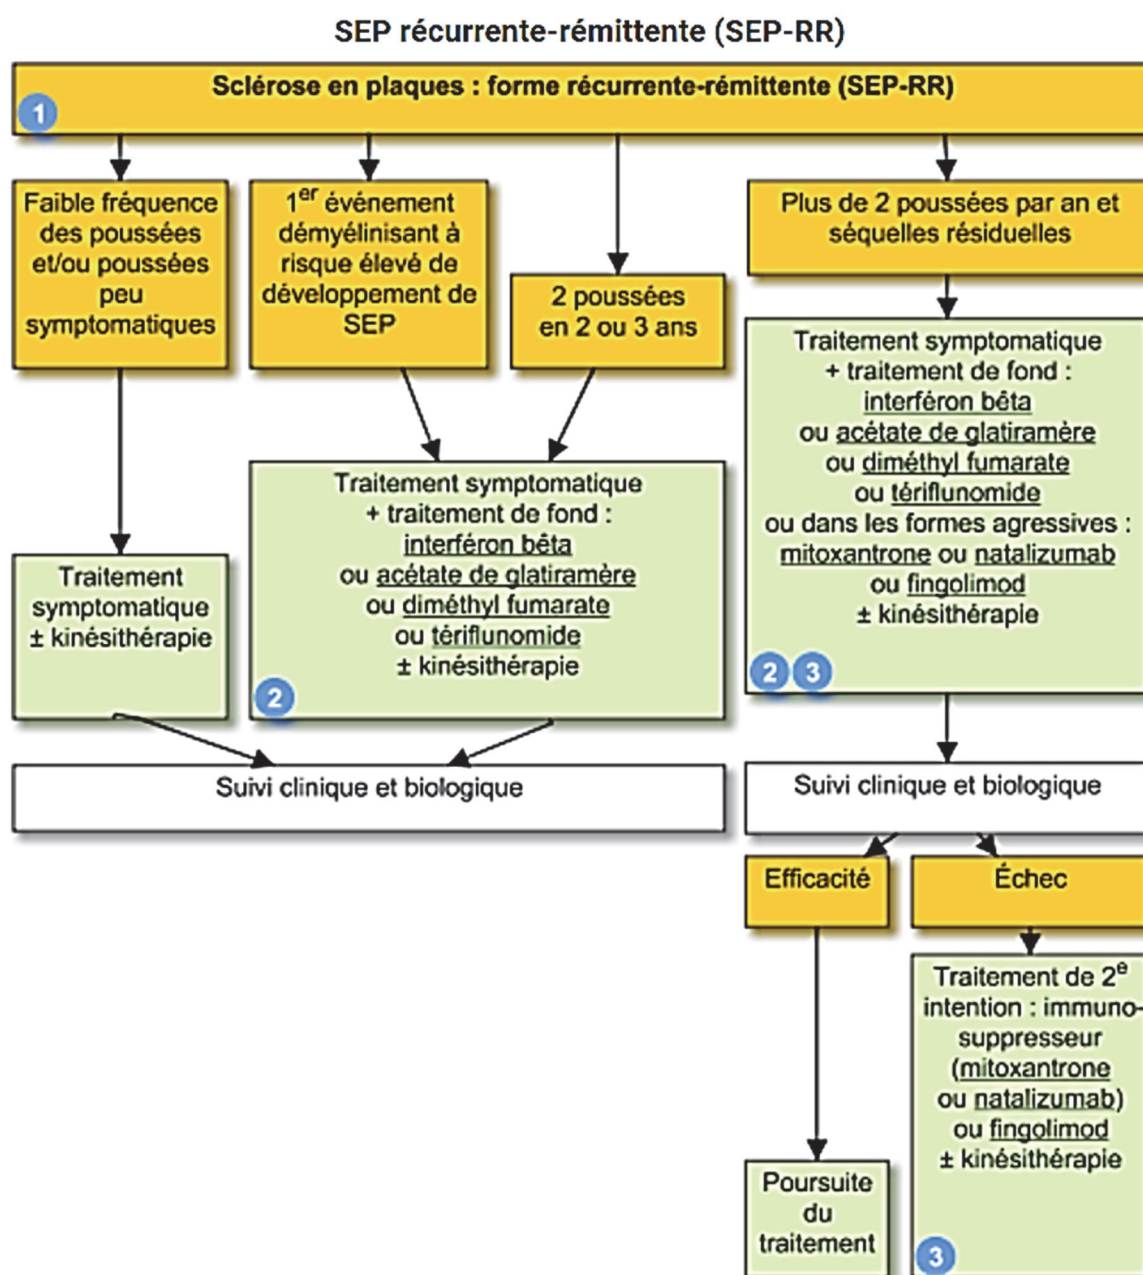 SEP récurrente-rémittente (SEP-RR)
Sclérose en plaques : forme récurrente-rémittente (SEP-RR)
1
Faible fréquence
des poussées
et/ou poussées
peu
symptomatiques
1er événement
démyélinisant à
risque élevé de
développement de
SEP
2 poussées
en 2 ou 3 ans
Plus de 2 poussées par an et
séquelles résiduelles
Traitement
symptomatique
± kinésithérapie
Traitement symptomatique
+ traitement de fond :
interféron bêta
ou acétate de glatiramère
ou diméthyl fumarate
ou tériflunomide
± kinésithérapie
2
Traitement symptomatique
+ traitement de fond :
interféron bêta
ou acétate de glatiramère
ou diméthyl fumarate
ou tériflunomide
ou dans les formes agressives :
mitoxantrone ou natalizumab
ou fingolimod
± kinésithérapie
2 3
Suivi clinique et biologique
Suivi clinique et biologique
Efficacité
Échec
Poursuite
du
traitement
Traitement de 2e
intention : immuno-
suppresseur
(mitoxantrone
ou natalizumab)
ou fingolimod
± kinésithérapie
3